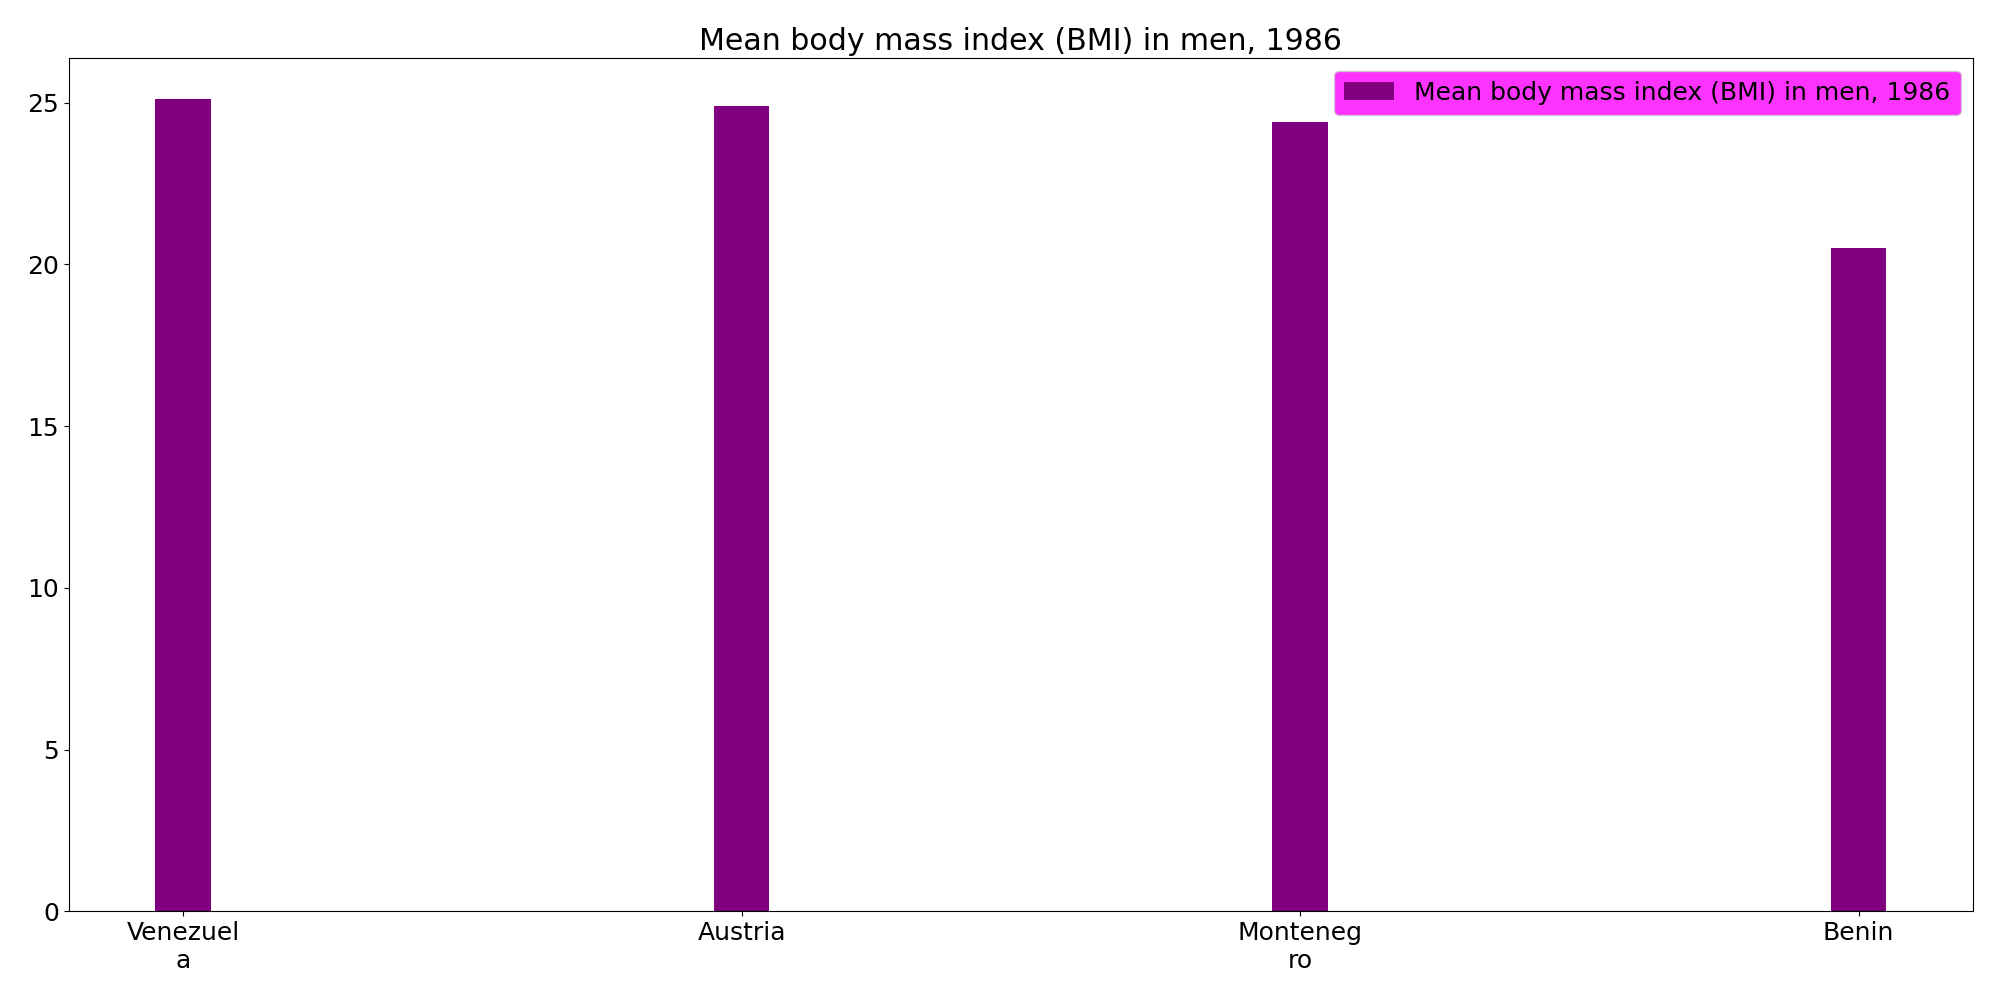 Mean body mass index (BMI) in men, 1986
Mean body mass index (BMI) in men, 1986
25
20
15
10
5
0
Venezuel
a
Austria
Monteneg
ro
Benin